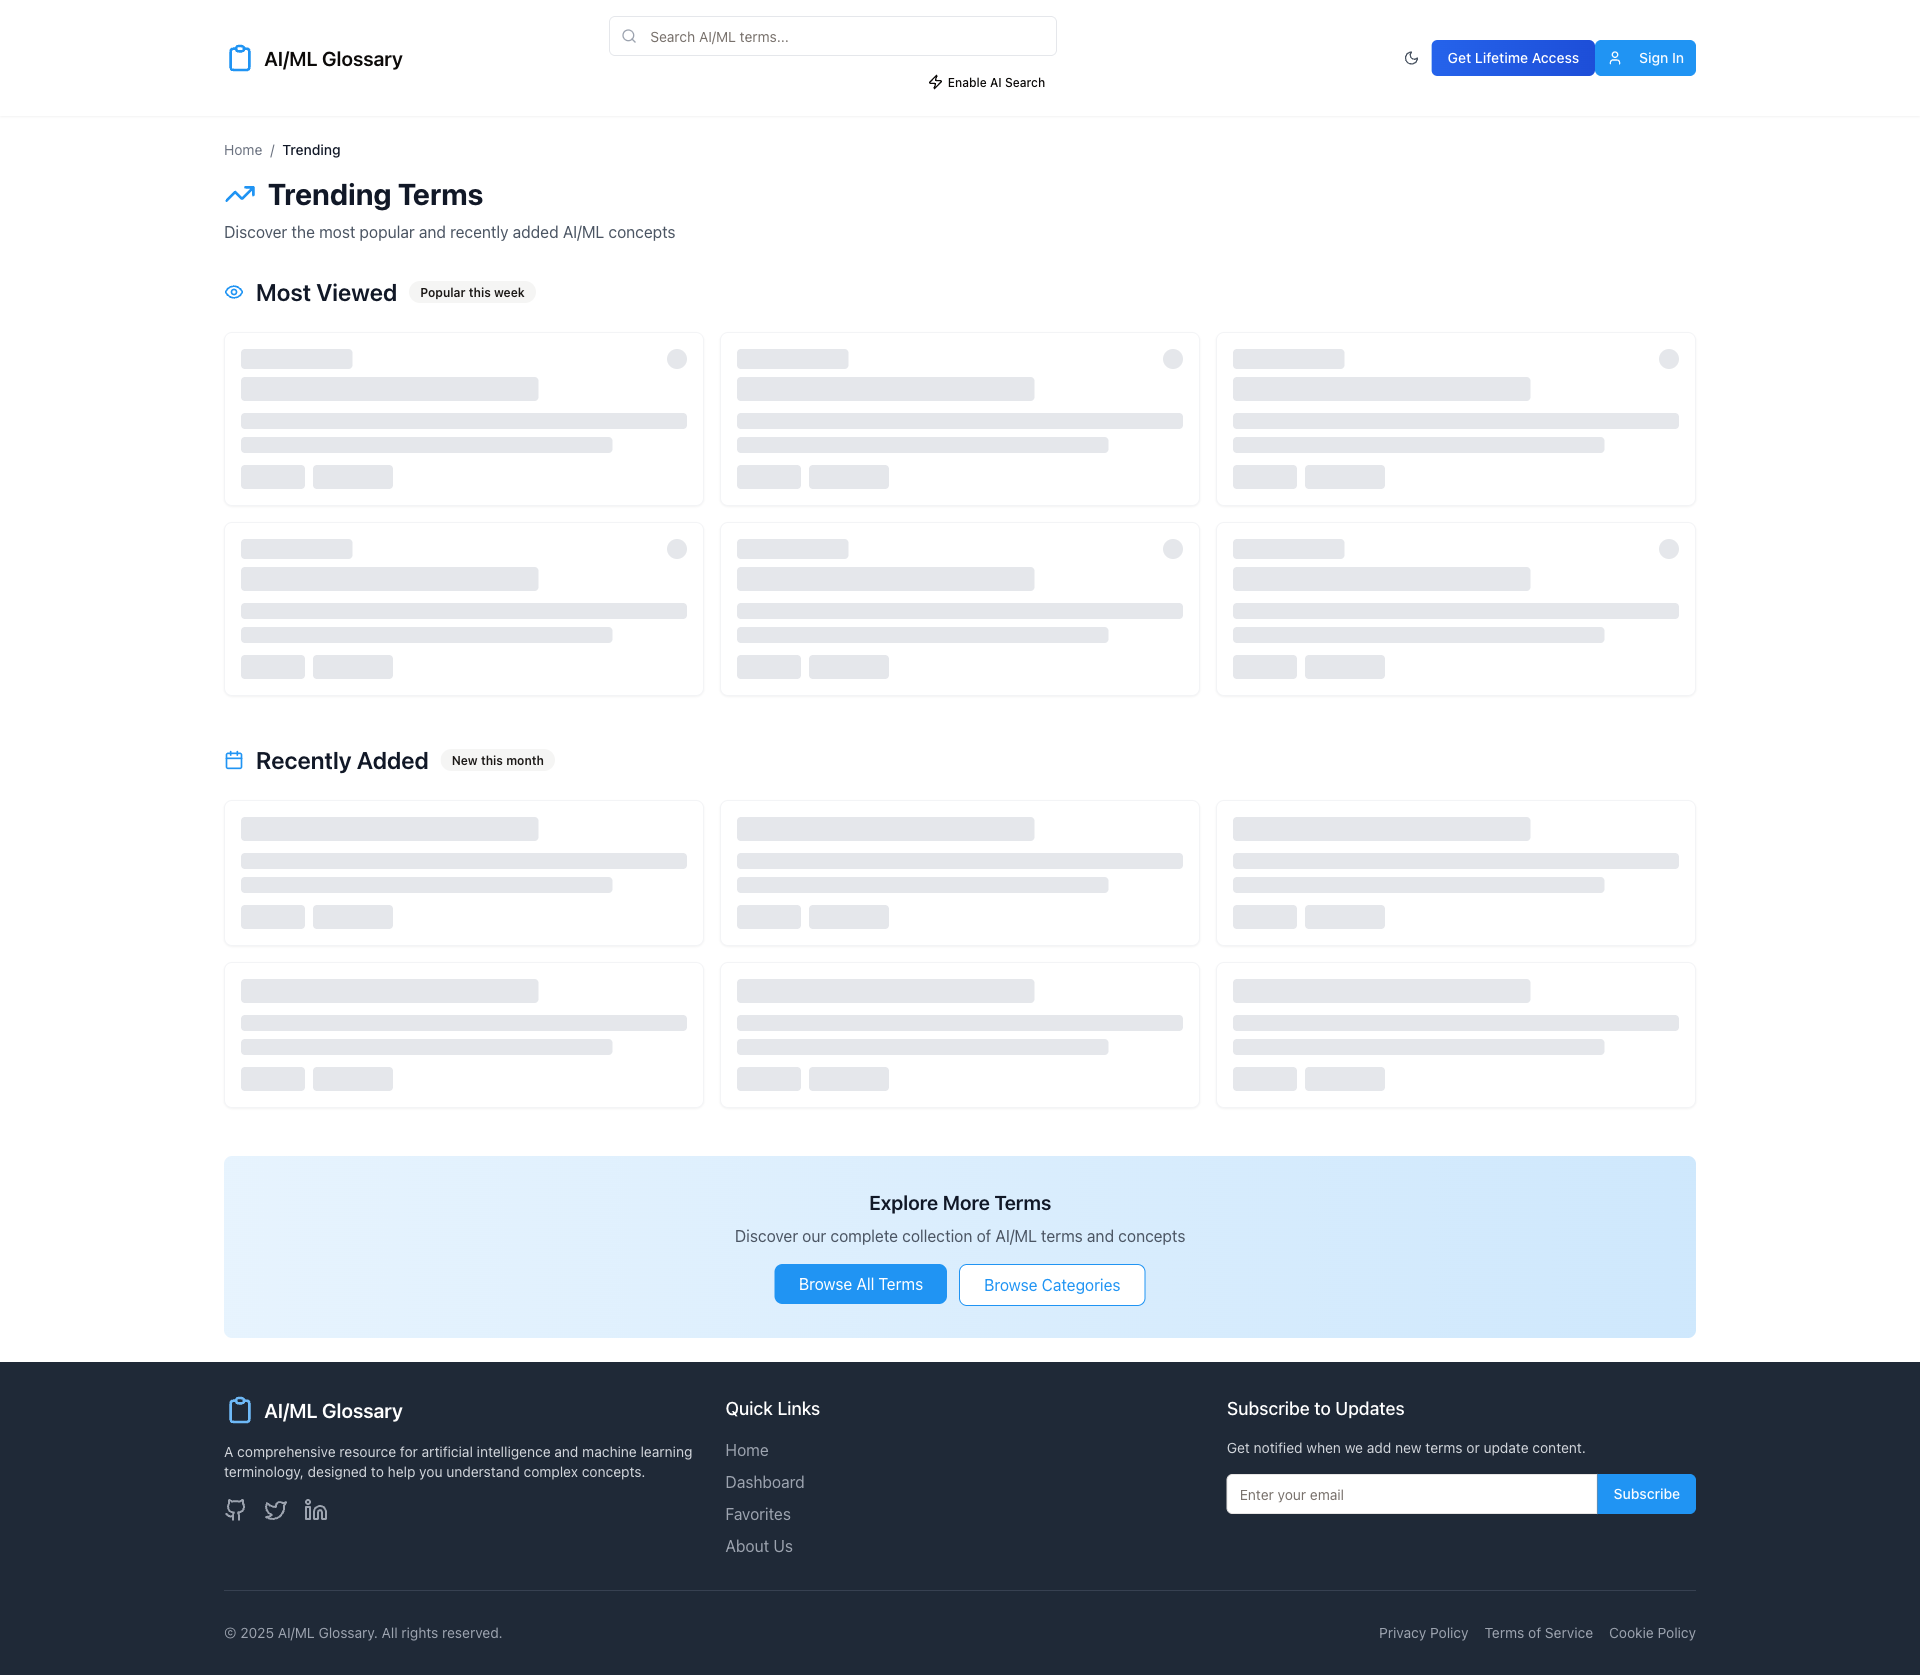 AI/ML Glossary
Search AI/ML terms...
Enable AI Search
Get Lifetime Access
Sign In
Home / Trending
Trending Terms
Discover the most popular and recently added AI/ML concepts
Most Viewed
Popular this week
Recently Added
New this month
Explore More Terms
Discover our complete collection of AI/ML terms and concepts
Browse All Terms
Browse Categories
AI/ML Glossary
A comprehensive resource for artificial intelligence and machine learning
terminology, designed to help you understand complex concepts.
Quick Links
Home
Dashboard
Favorites
About Us
Subscribe to Updates
Get notified when we add new terms or update content.
Enter your email
Subscribe
© 2025 AI/ML Glossary. All rights reserved.
Privacy Policy
Terms of Service
Cookie Policy